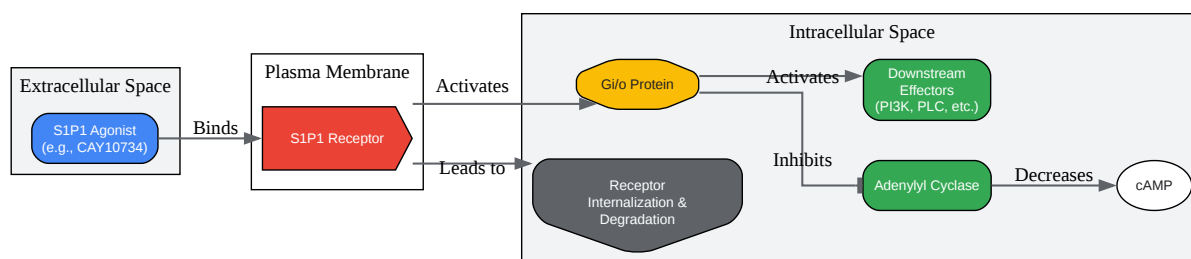 Extracellular Space
S1P1 Agonist
(e.g., CAY10734)
Binds
Plasma Membrane
S1P1 Receptor
Activates
Leads to
Intracellular Space
Gi/o Protein
Activates
Downstream
Effectors
(PI3K, PLC, etc.)
Inhibits
Receptor
Internalization &
Degradation
Adenylyl Cyclase
Decreases
cAMP